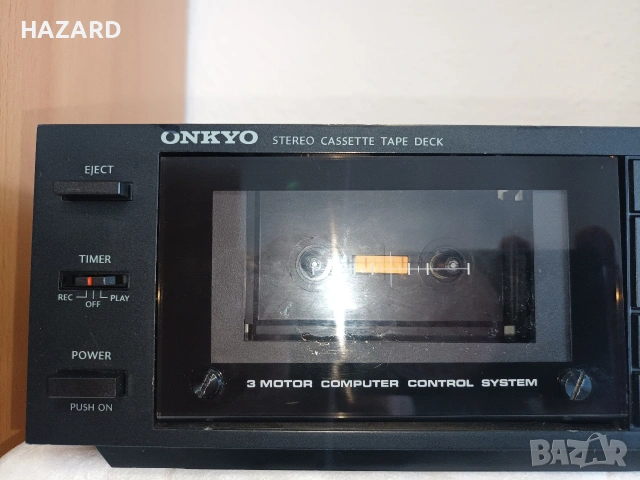 HAZARD
ONKYO STEREO CASSETTE TAPE DECK
EJECT
TIMER
REC OFF PLAY
POWER
PUSH ON
3 MOTOR COMPUTER CONTROL SYSTEM
BAZAR